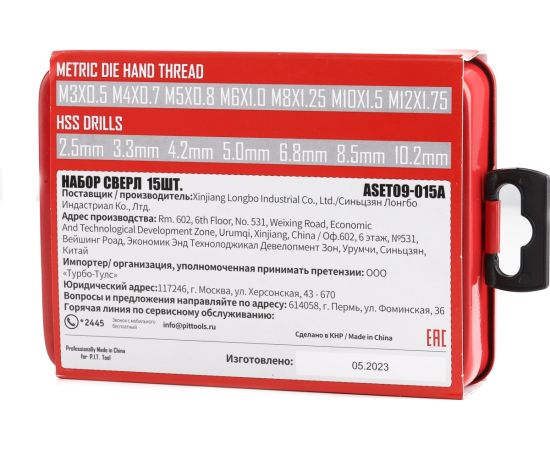 METRIC DIE HAND THREAD
M3X0.5 M4X0.7 M5X0.8 M6X1.0 M8X1.25 M10X1.5 M12X1.75
HSS DRILLS
2.5mm 3.3mm 4.2mm 5.0mm 6.8mm 8.5mm 10.2mm
НАБОР СВЕРЛ 15ШТ. ASET09-015A
Поставщик / производитель:Xinjiang Longbo Industrial Co., Ltd./Синьцзян Лонгбо
Индастриал Ко., Лтд.
Адрес производства: Rm. 602, 6th Floor, No. 531, Weixing Road, Economic
And Technological Development Zone, Urumqi, Xinjiang, China / Оф.602, 6 этаж, №531,
Вейшинг Роад, Экономик Энд Технолоджикал Девелопмент Зон, Урумчи, Синьцзян,
Китай
Импортер/ организация, уполномоченная принимать претензии: ООО
«Турбо-Тулс»
Юридический адрес:117246, г. Москва, ул. Херсонская, 43 - 670
Вопросы и предложения направляйте по адресу: 614058, г. Пермь, ул. Фоминская, 36
Горячая линия по сервисному обслуживанию:
*2445 Звонок с мобильного бесплатный info@pittools.ru Сделано в КНР / Made in China EAC
Professionally Made in China
for P.I.T. Tool
Изготовлено: 05.2023